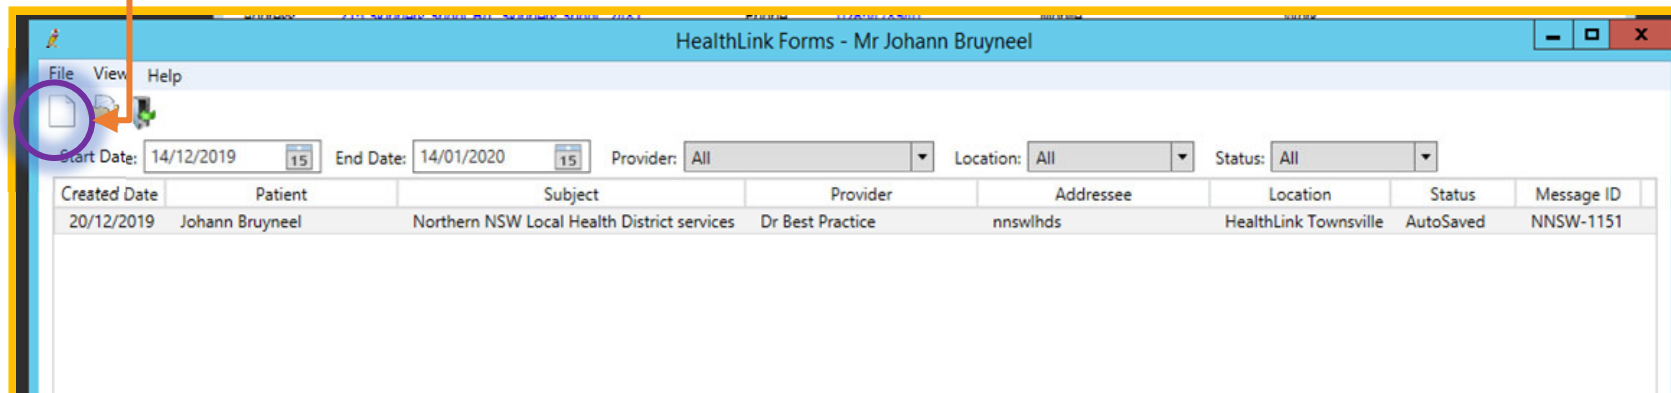 HealthLink Forms - Mr Johann Bruyneel
File View Help
Start Date: 14/12/2019 15 End Date: 14/01/2020 15 Provider: All Location: All Status: All
Created Date Patient Subject Provider Addressee Location Status Message ID
20/12/2019 Johann Bruyneel Northern NSW Local Health District services Dr Best Practice nnswlhds HealthLink Townsville AutoSaved NNSW-1151